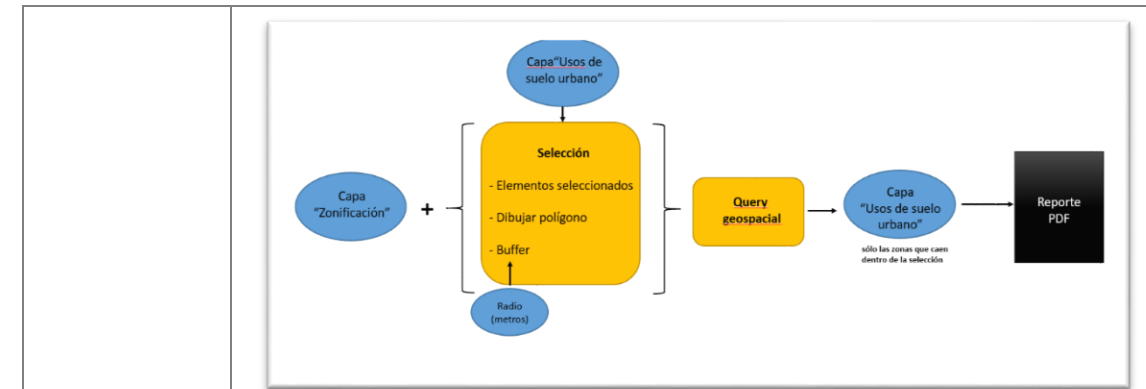 Capa“Usos de
suelo urbano”
Capa
“Zonificación”
+
Selección
- Elementos seleccionados
- Dibujar polígono
- Buffer
Radio
(metros)
Query
geospacial
Capa
“Usos de suelo
urbano”
sólo las zonas que caen
dentro de la selección
Reporte
PDF